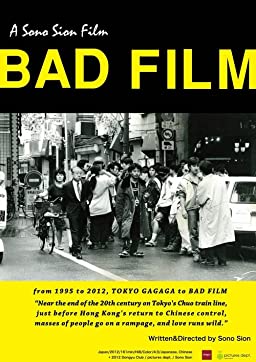 A Sono Sion Film
BAD FILM
from 1995 to 2012, TOKYO GAGAGA to BAD FILM
"Near the end of the 20th century on Tokyo's Chuo train line,
just before Hong Kong's return to Chinese control,
masses of people go on a rampage, and love runs wild."
Written&Directed by Sono Sion